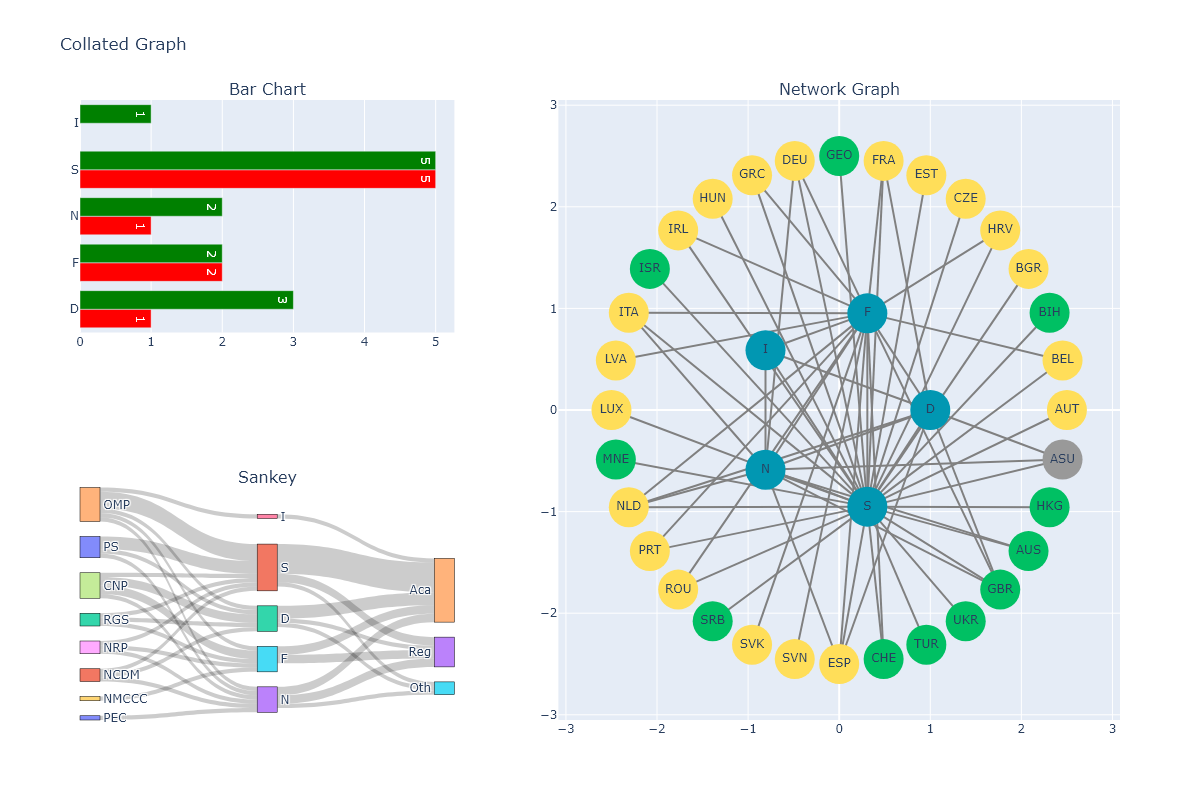 Collated Graph
Bar Chart
I
1
S
5
5
N
2
1
F
2
2
D
3
1
0 1 2 3 4 5
Sankey
OMP
PS
CNP
RGS
NRP
NCDM
NMCCC
PEC
I
S
D
F
N
Aca
Reg
Oth
Network Graph
3
2
1
0
−1
−2
−3
−3 −2 −1 0 1 2 3
GEO
DEU FRA
GRC EST
HUN CZE
IRL HRV
ISR BGR
ITA F BIH
I
LVA BEL
LUX D AUT
MNE N ASU
NLD S HKG
PRT AUS
ROU GBR
SRB UKR
SVK TUR
SVN ESP CHE